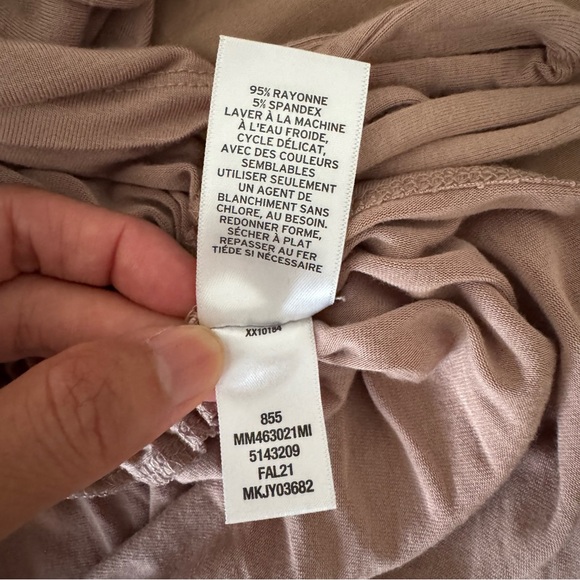 95% RAYONNE
5% SPANDEX
LAVER À LA MACHINE
À L'EAU FROIDE,
CYCLE DÉLICAT,
AVEC DES COULEURS
SEMBLABLES
UTILISER SEULEMENT
UN AGENT DE
BLANCHIMENT SANS
CHLORE, AU BESOIN.
REDONNER FORME,
SÉCHER À PLAT
REPASSER AU FER
TIÉDE SI NÉCESSAIRE
XX10184
855
MM463021MI
5143209
FAL21
MKJY03682